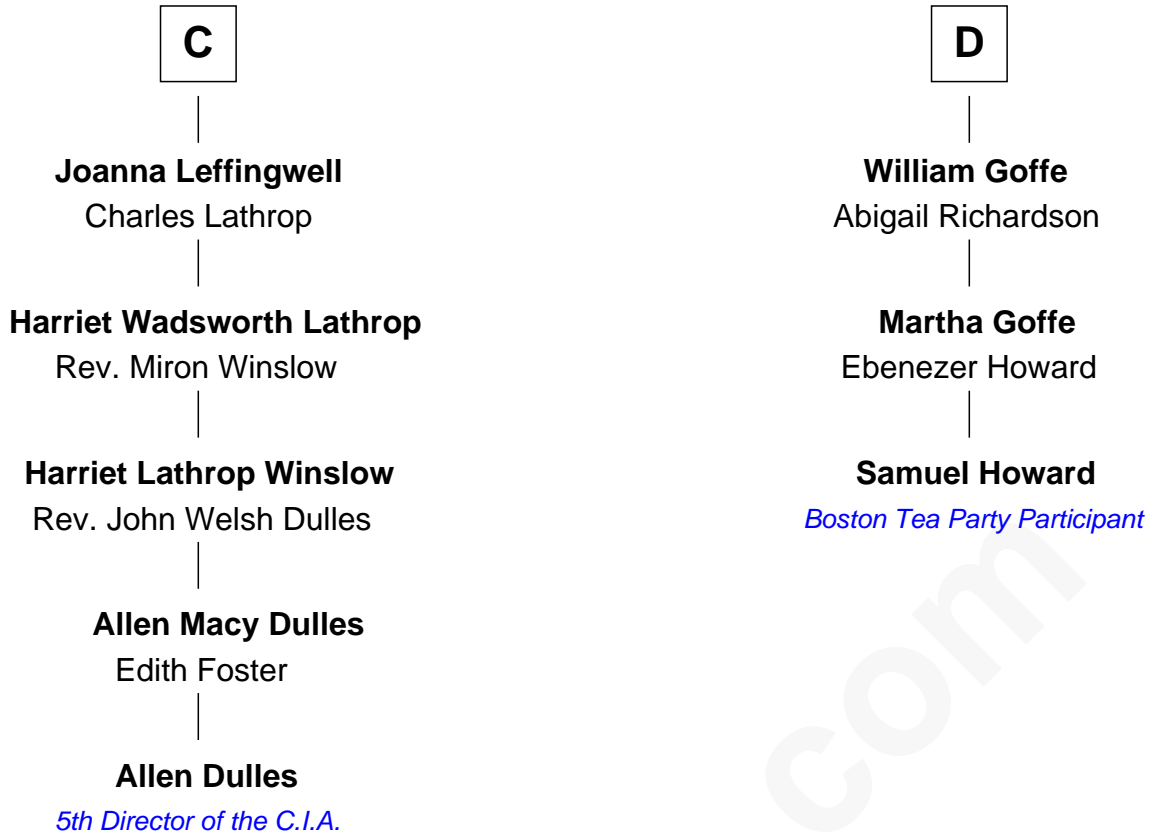 C
Joanna Leffingwell
Charles Lathrop
Harriet Wadsworth Lathrop
Rev. Miron Winslow
Harriet Lathrop Winslow
Rev. John Welsh Dulles
Allen Macy Dulles
Edith Foster
Allen Dulles
5th Director of the C.I.A.
D
William Goffe
Abigail Richardson
Martha Goffe
Ebenezer Howard
Samuel Howard
Boston Tea Party Participant
com